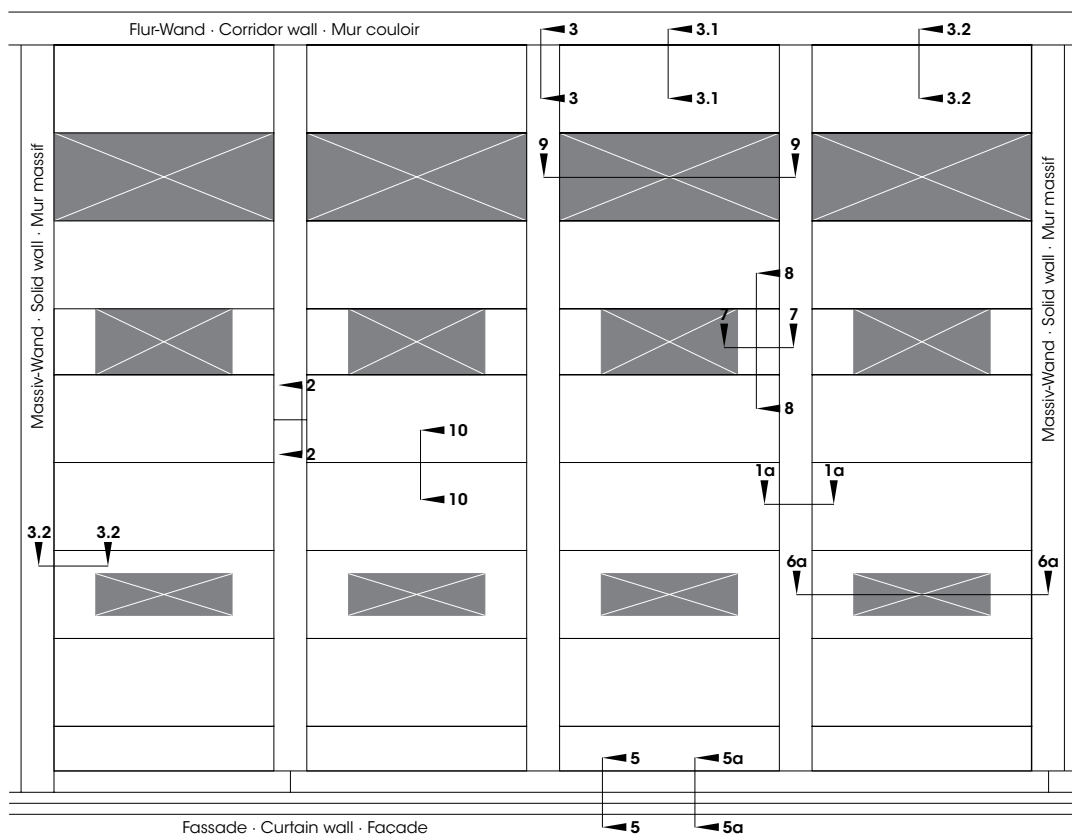 Flur-Wand · Corridor wall · Mur couloir
3
3.1
3.2
3
3.1
3.2
9
9
Massiv-Wand · Solid wall · Mur massif
Massiv-Wand · Solid wall · Mur massif
8
7
7
2
8
10
2
1a
1a
10
3.2
3.2
6a
6a
5
5a
5
5a
Fassade · Curtain wall · Façade